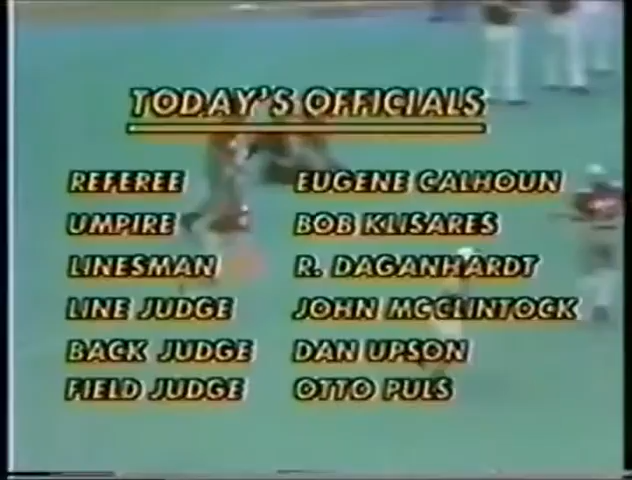 TODAY'S OFFICIALS
REFEREE EUGENE CALHOUN
UMPIRE BOB KLISARES
LINESMAN R. DAGANHARDT
LINE JUDGE JOHN MCCLINTOCK
BACK JUDGE DAN UPSON
FIELD JUDGE OTTO PULS